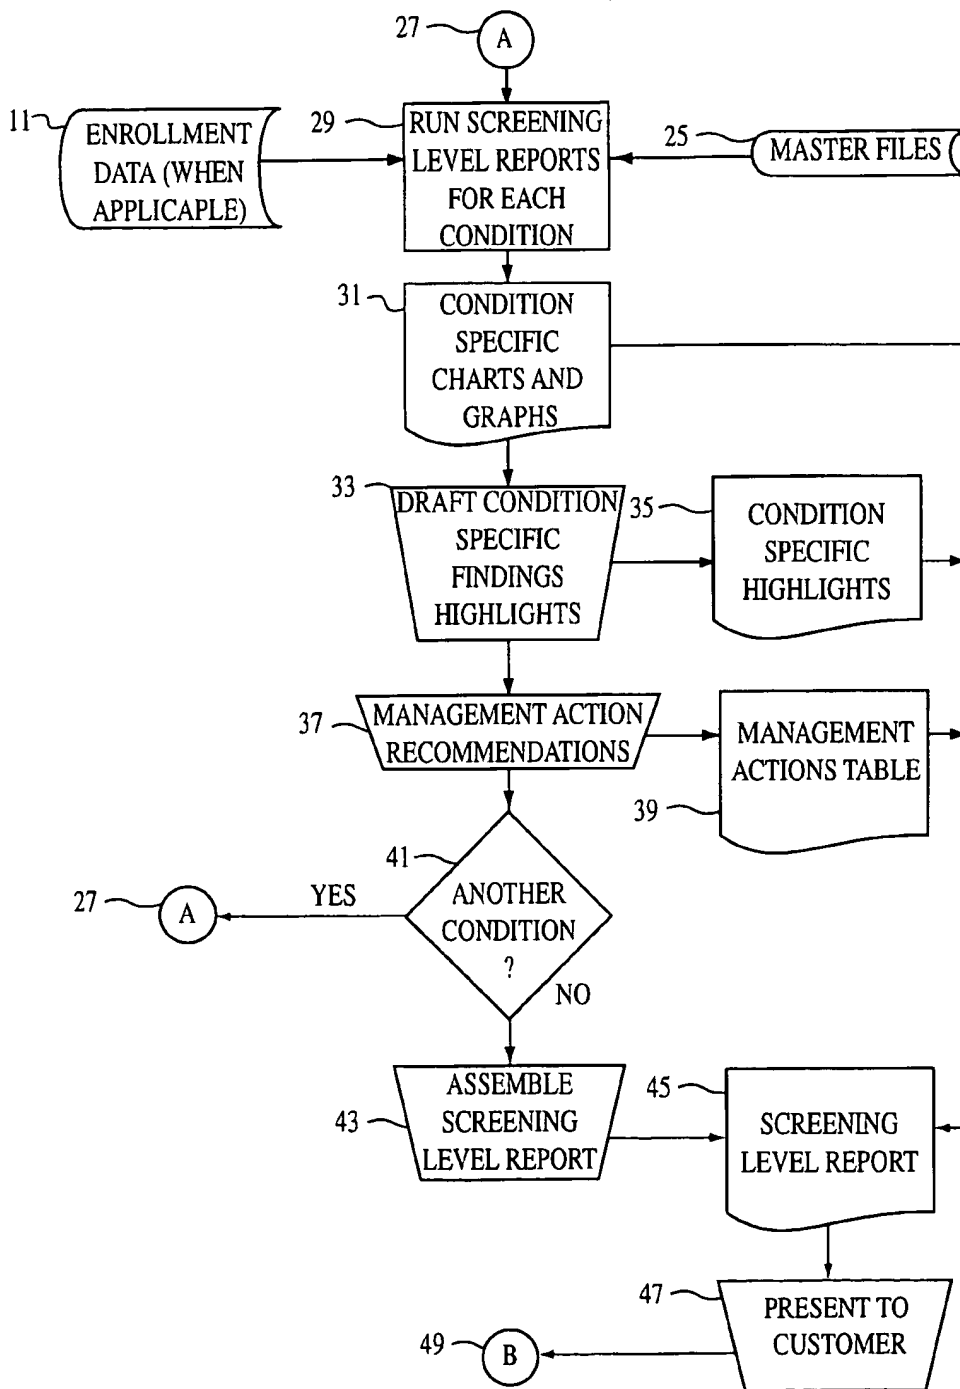 27
A
11
ENROLLMENT
DATA (WHEN
APPLICAPLE)
29
RUN SCREENING
LEVEL REPORTS
FOR EACH
CONDITION
25
MASTER FILES
31
CONDITION
SPECIFIC
CHARTS AND
GRAPHS
33
DRAFT CONDITION
SPECIFIC
FINDINGS
HIGHLIGHTS
35
CONDITION
SPECIFIC
HIGHLIGHTS
37
MANAGEMENT ACTION
RECOMMENDATIONS
MANAGEMENT
ACTIONS TABLE
39
41
ANOTHER
CONDITION
?
YES
27
A
NO
43
ASSEMBLE
SCREENING
LEVEL REPORT
45
SCREENING
LEVEL REPORT
47
PRESENT TO
CUSTOMER
49
B